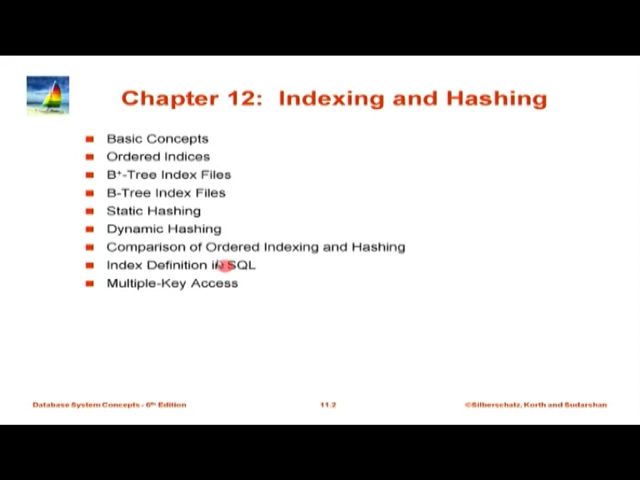 Chapter 12: Indexing and Hashing
Basic Concepts
Ordered Indices
B+-Tree Index Files
B-Tree Index Files
Static Hashing
Dynamic Hashing
Comparison of Ordered Indexing and Hashing
Index Definition in SQL
Multiple-Key Access
Database System Concepts - 6th Edition
11.2
©Silberschatz, Korth and Sudarshan